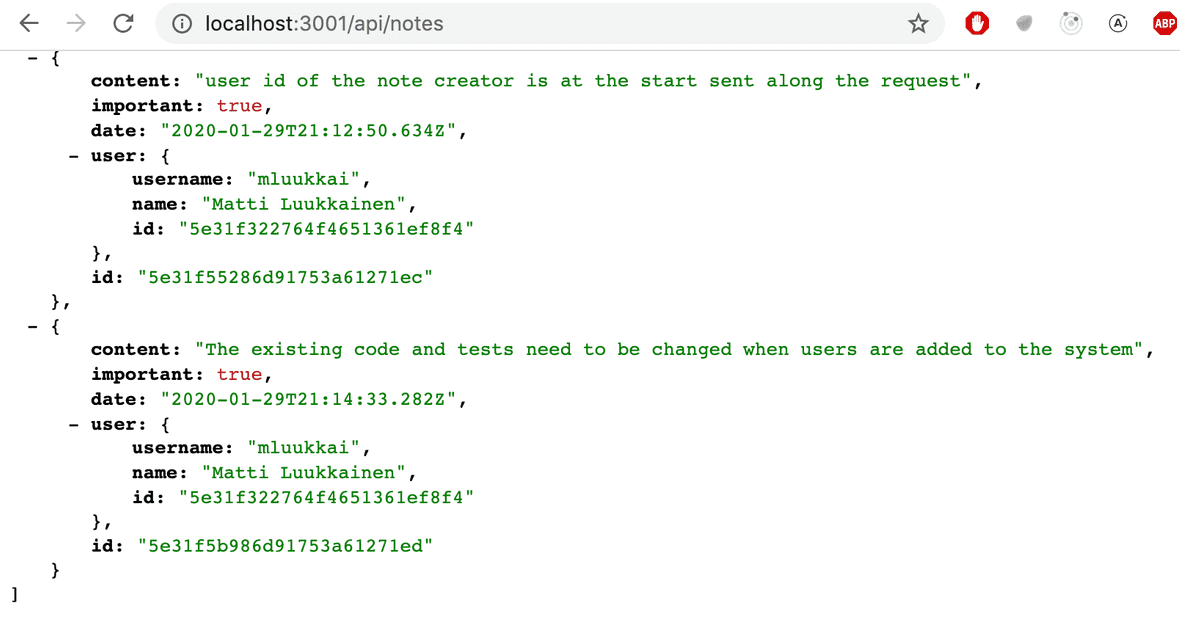 localhost:3001/api/notes
ABP
- {
content: "user id of the note creator is at the start sent along the request",
important: true,
date: "2020-01-29T21:12:50.634Z",
- user: {
username: "mluukkai",
name: "Matti Luukkainen",
id: "5e31f322764f4651361ef8f4"
},
id: "5e31f55286d91753a61271ec"
},
- {
content: "The existing code and tests need to be changed when users are added to the system",
important: true,
date: "2020-01-29T21:14:33.282Z",
- user: {
username: "mluukkai",
name: "Matti Luukkainen",
id: "5e31f322764f4651361ef8f4"
},
id: "5e31f5b986d91753a61271ed"
}
]